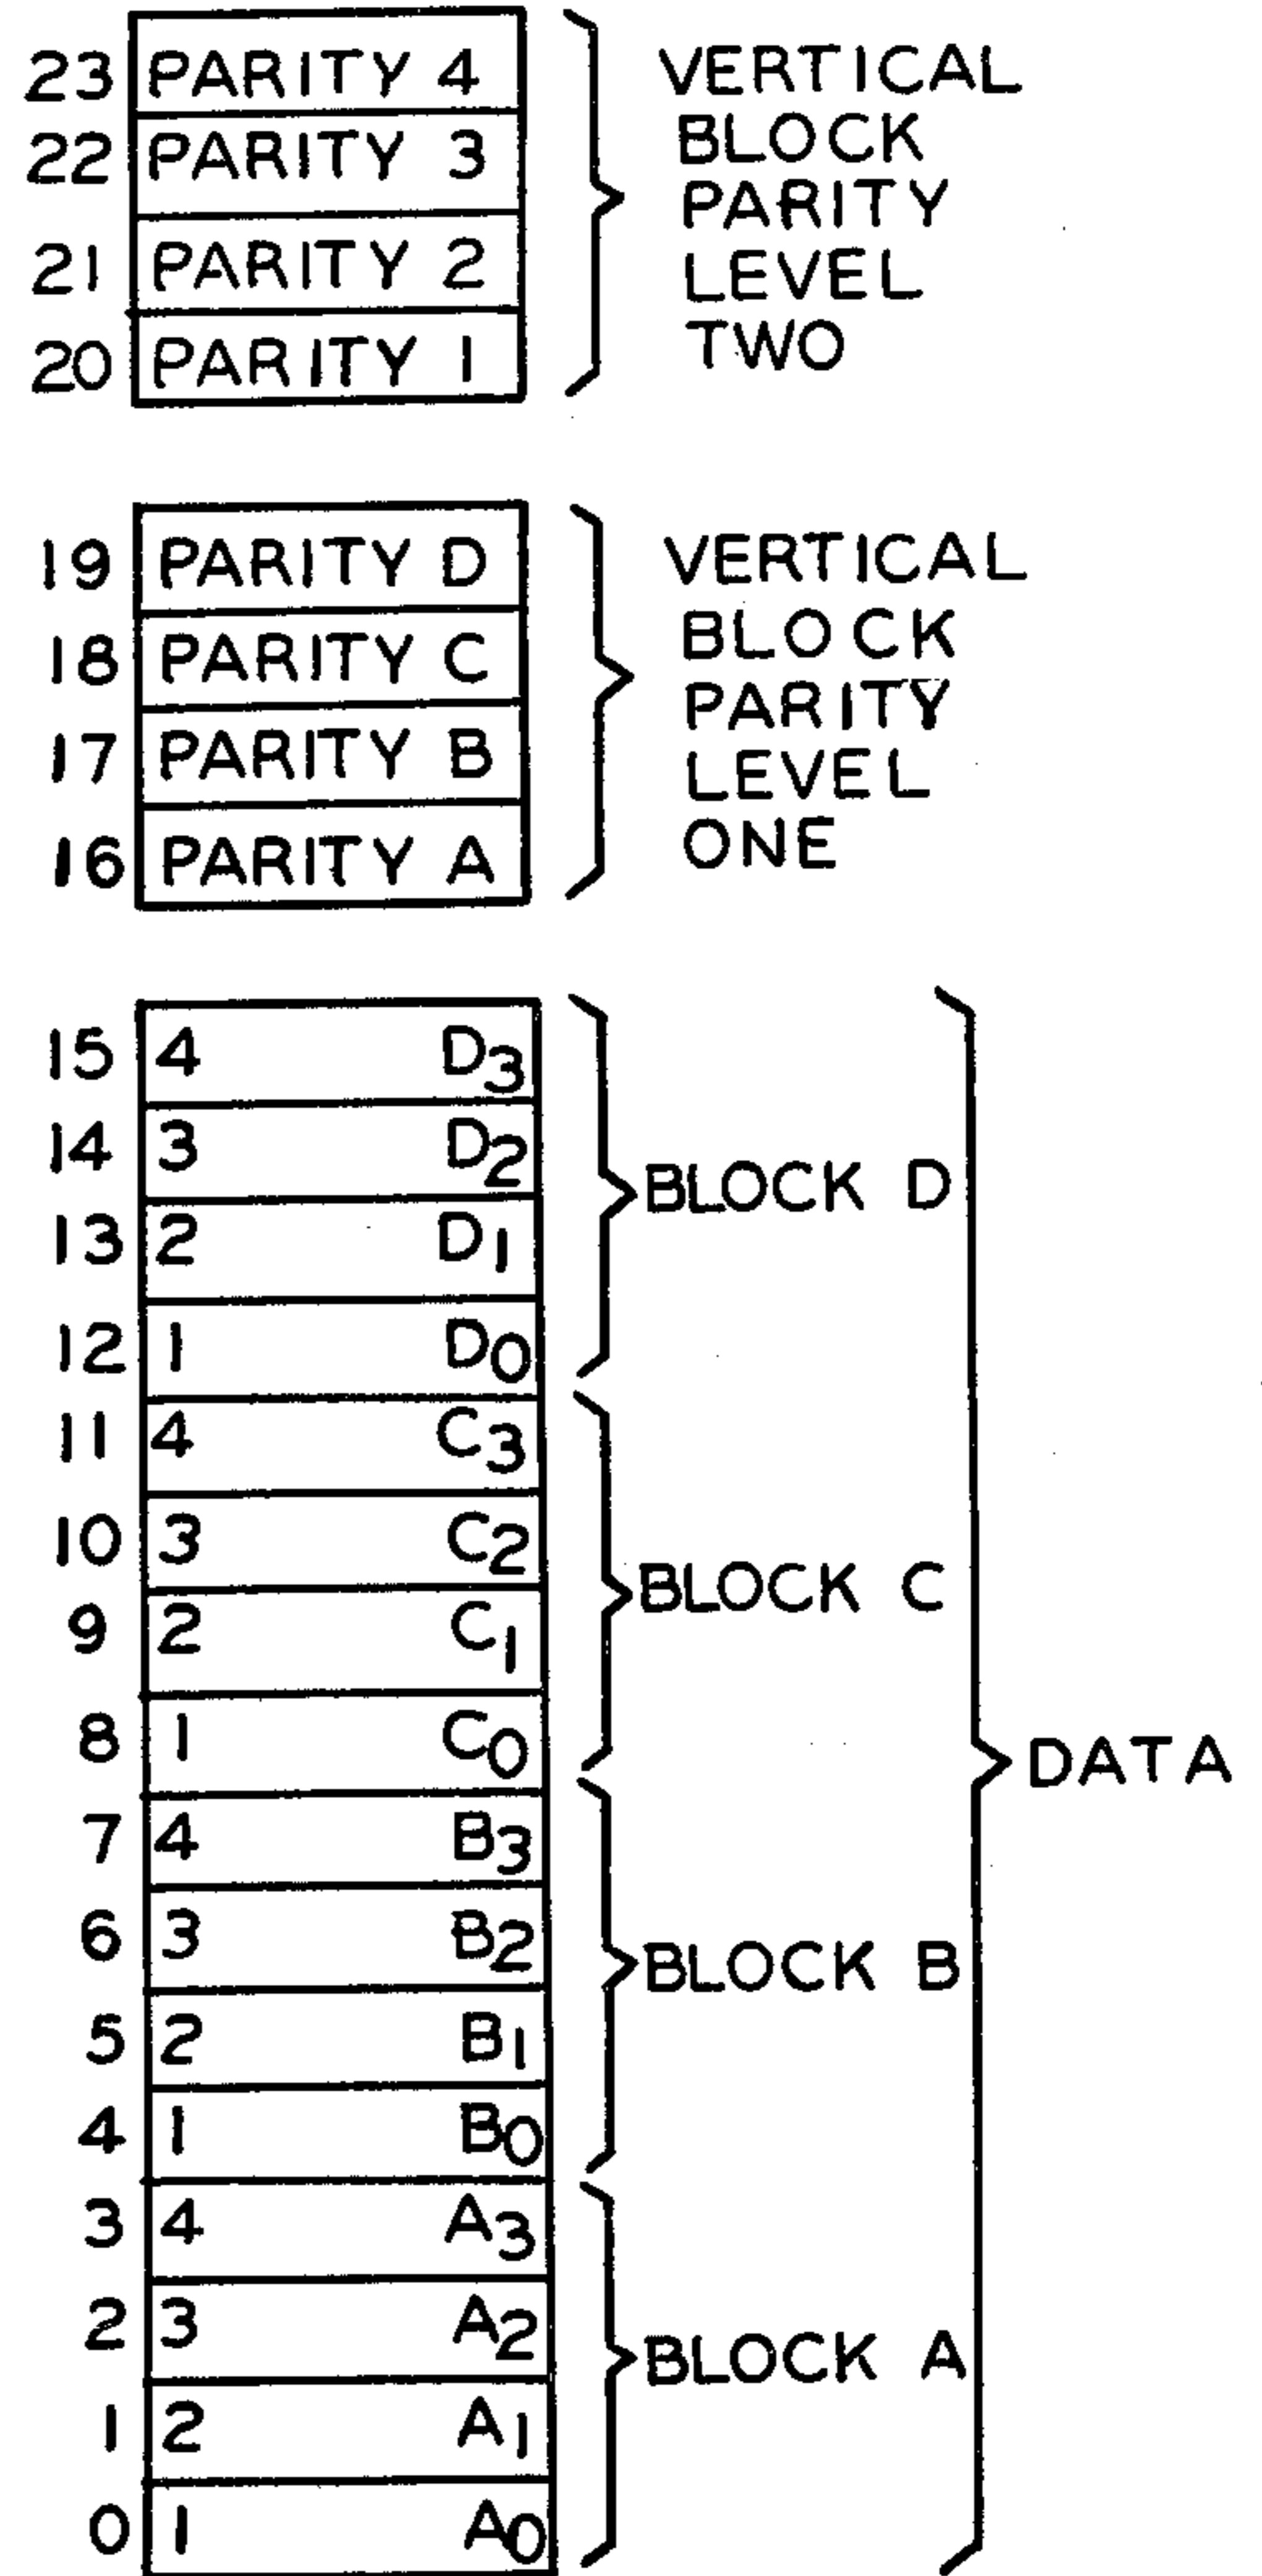 23 PARITY 4
22 PARITY 3
21 PARITY 2
20 PARITY 1
VERTICAL
BLOCK
PARITY
LEVEL
TWO
19 PARITY D
18 PARITY C
17 PARITY B
16 PARITY A
VERTICAL
BLOCK
PARITY
LEVEL
ONE
15 4 D3
14 3 D2
13 2 D1
12 1 D0
BLOCK D
11 4 C3
10 3 C2
9 2 C1
8 1 C0
BLOCK C
7 4 B3
6 3 B2
5 2 B1
4 1 B0
BLOCK B
3 4 A3
2 3 A2
1 2 A1
0 1 A0
BLOCK A
DATA